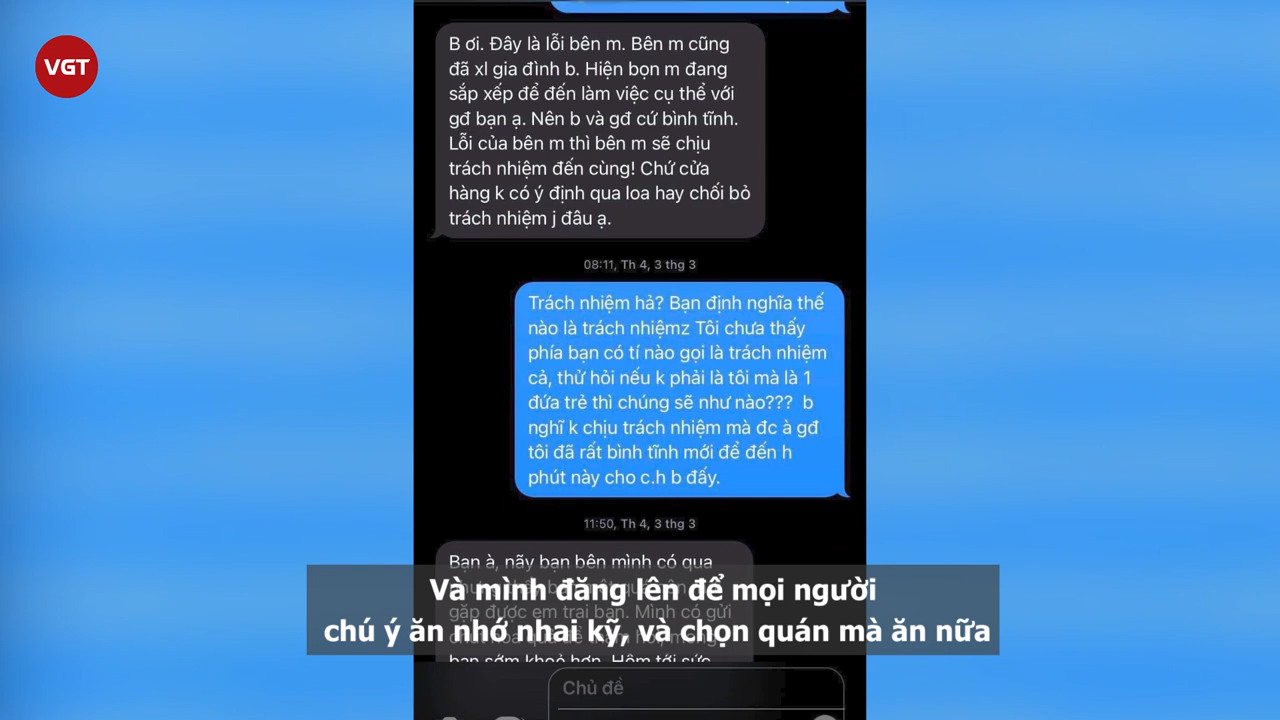 VGT
B ơi. Đây là lỗi bên m. Bên m cũng
đã xl gia đình b. Hiện bọn m đang
sắp xếp để đến làm việc cụ thể với
gđ bạn ạ. Nên b và gđ cứ bình tĩnh.
Lỗi của bên m thì bên m sẽ chịu
trách nhiệm đến cùng! Chứ cửa
hàng k có ý định qua loa hay chối bỏ
trách nhiệm j đâu ạ.
08:11, Th 4, 3 thg 3
Trách nhiệm hả? Bạn định nghĩa thế
nào là trách nhiệmz Tôi chưa thấy
phía bạn có tí nào gọi là trách nhiệm
cả, thử hỏi nếu k phải là tôi mà là 1
đứa trẻ thì chúng sẽ như nào??? b
nghĩ k chịu trách nhiệm mà đc à gđ
tôi đã rất bình tĩnh mới để đến h
phút này cho c.h b đấy.
11:50, Th 4, 3 thg 3
Bạn à, nãy bạn bên mình có qua
gặp được em trai bạn. Mình có gửi
bạn sớm khoẻ hơn. Hôm tới sức
Và mình đăng lên để mọi người
chú ý ăn nhớ nhai kỹ, và chọn quán mà ăn nữa
Chủ đề